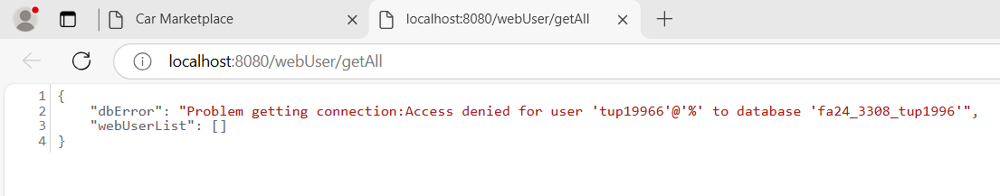 Car Marketplace
localhost:8080/webUser/getAll
localhost:8080/webUser/getAll
1 {
2 "dbError": "Problem getting connection:Access denied for user 'tup19966'@'%' to database 'fa24_3308_tup1996'",
3 "webUserList": []
4 }